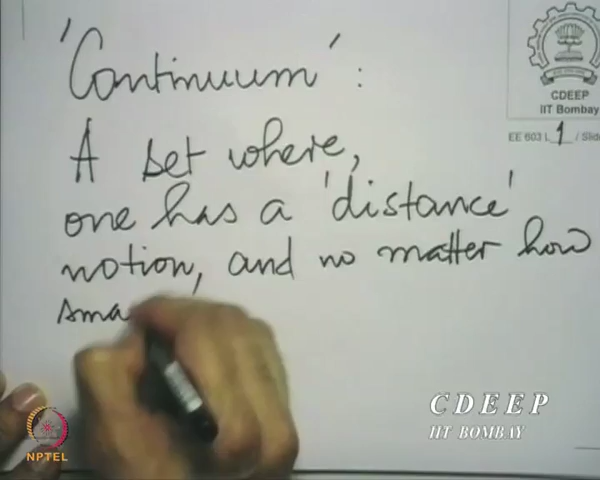 'Continuum' :
A set where,
one has a 'distance'
notion, and no matter how
sma
CDEEP
IIT Bombay
EE 603 L 1 / Slide
CDEEP
IIT BOMBAY
NPTEL